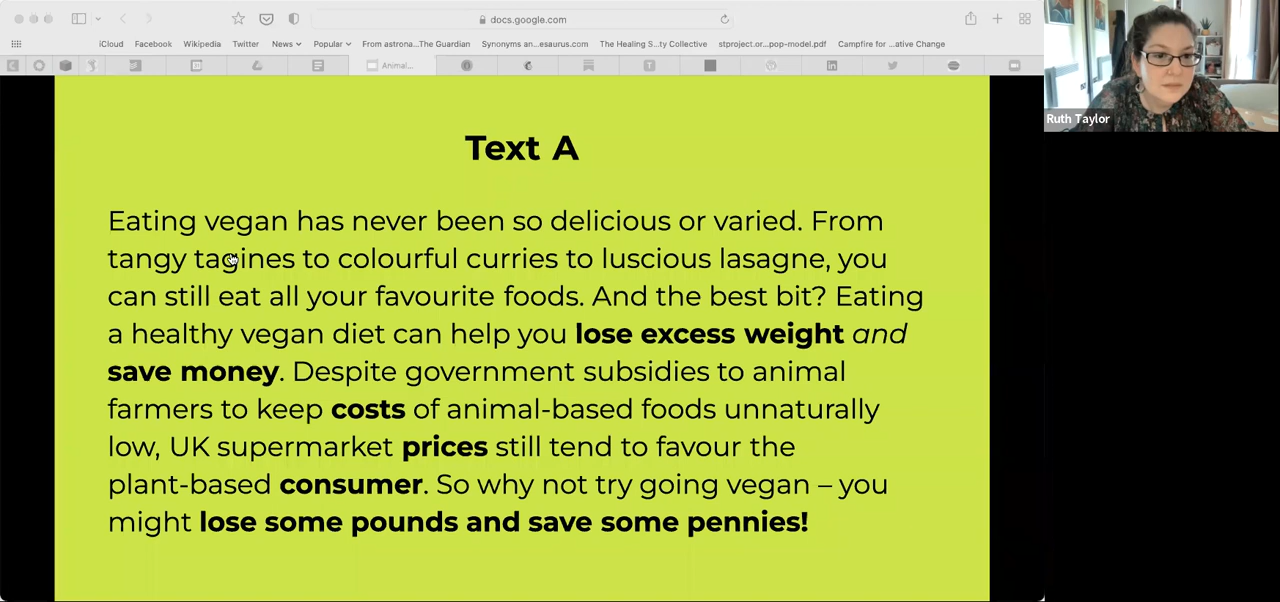 docs.google.com
iCloud Facebook Wikipedia Twitter News Popular From astrona...The Guardian Synonyms an...esaurus.com The Healing S...ty Collective stproject.or...pop-model.pdf Campfire for ...ative Change
Animal...
Ruth Taylor
Text A
Eating vegan has never been so delicious or varied. From
tangy tagines to colourful curries to luscious lasagne, you
can still eat all your favourite foods. And the best bit? Eating
a healthy vegan diet can help you lose excess weight and
save money. Despite government subsidies to animal
farmers to keep costs of animal-based foods unnaturally
low, UK supermarket prices still tend to favour the
plant-based consumer. So why not try going vegan – you
might lose some pounds and save some pennies!